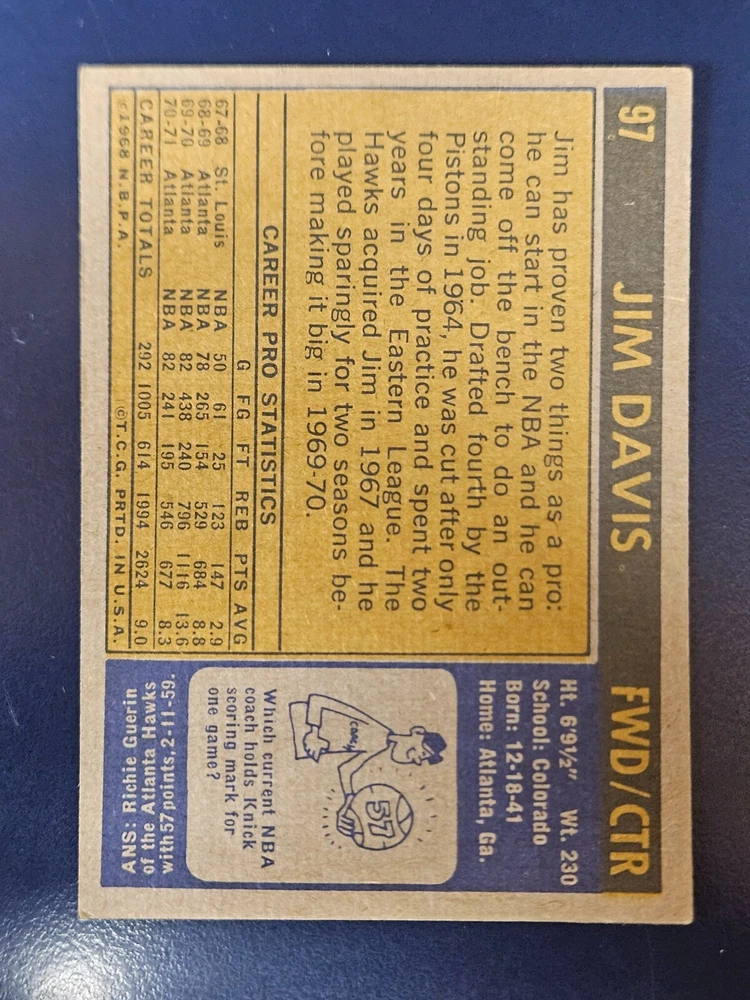 97 JIM DAVIS FWD/CTR
Jim has proven two things as a pro:
he can start in the NBA and he can
come off the bench to do an out-
standing job. Drafted fourth by the
Pistons in 1964, he was cut after only
four days of practice and spent two
years in the Eastern League. The
Hawks acquired Jim in 1967 and he
played sparingly for two seasons be-
fore making it big in 1969-70.
CAREER PRO STATISTICS
G FG FT REB PTS AVG
67-68 St. Louis NBA 50 61 25 123 147 2.9
68-69 Atlanta NBA 78 265 154 529 684 8.8
69-70 Atlanta NBA 82 438 240 796 1116 13.6
70-71 Atlanta NBA 82 241 195 546 677 8.3
CAREER TOTALS 292 1005 614 1994 2624 9.0
©1968 N.B.P.A. ©T.C.G. PRTD. IN U.S.A.
Ht. 6'9½" Wt. 230
School: Colorado
Born: 12-18-41
Home: Atlanta, Ga.
COACH
57
Which current NBA
coach holds Knick
scoring mark for
one game?
ANS: Richie Guerin
of the Atlanta Hawks
with 57 points, 2-11-59.